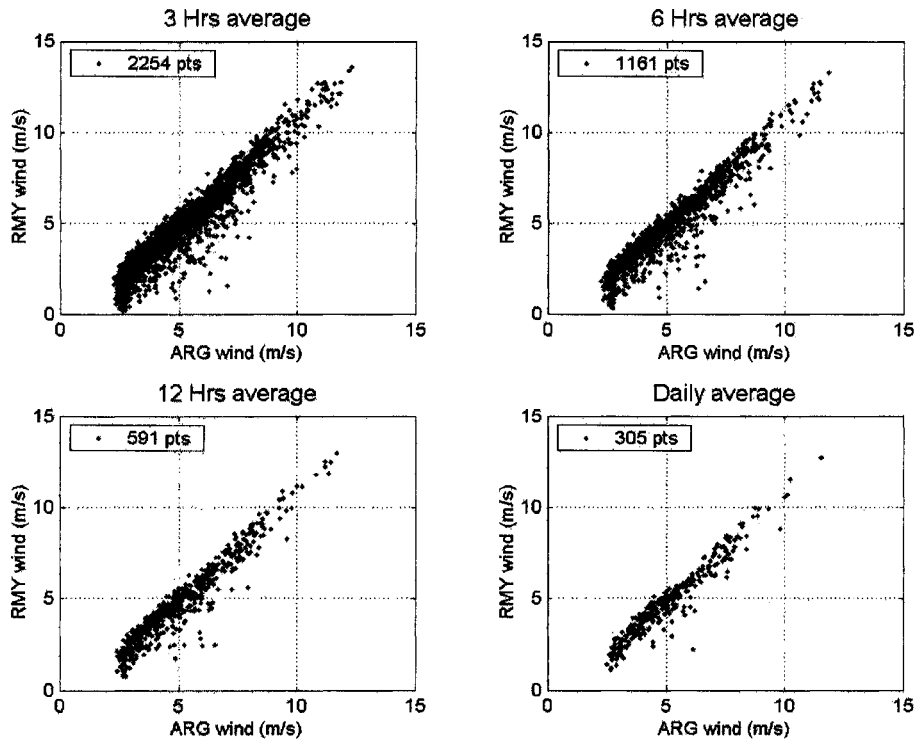 3 Hrs average
15
2254 pts
10
RMY wind (m/s)
5
0
0 5 10 15
ARG wind (m/s)
6 Hrs average
15
1161 pts
10
RMY wind (m/s)
5
0
0 5 10 15
ARG wind (m/s)
12 Hrs average
15
591 pts
10
RMY wind (m/s)
5
0
0 5 10 15
ARG wind (m/s)
Daily average
15
305 pts
10
RMY wind (m/s)
5
0
0 5 10 15
ARG wind (m/s)